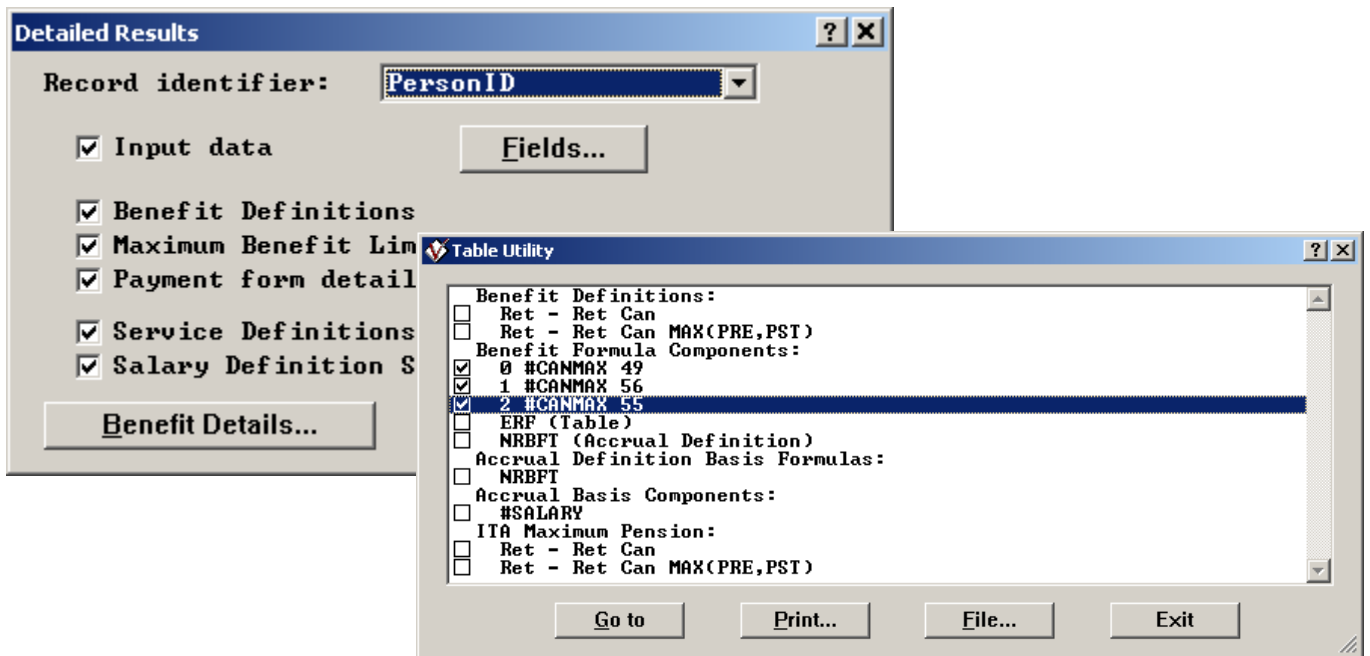 Detailed Results
Record identifier: PersonID
Input data Fields...
Benefit Definitions
Maximum Benefit Lim
Payment form detail
Service Definitions
Salary Definition S
Benefit Details...
Table Utility
Benefit Definitions:
Ret - Ret Can
Ret - Ret Can MAX(PRE,PST)
Benefit Formula Components:
0 #CANMAX 49
1 #CANMAX 56
2 #CANMAX 55
ERF (Table)
NRBFT (Accrual Definition)
Accrual Definition Basis Formulas:
NRBFT
Accrual Basis Components:
#SALARY
ITA Maximum Pension:
Ret - Ret Can
Ret - Ret Can MAX(PRE,PST)
Go to Print... File... Exit